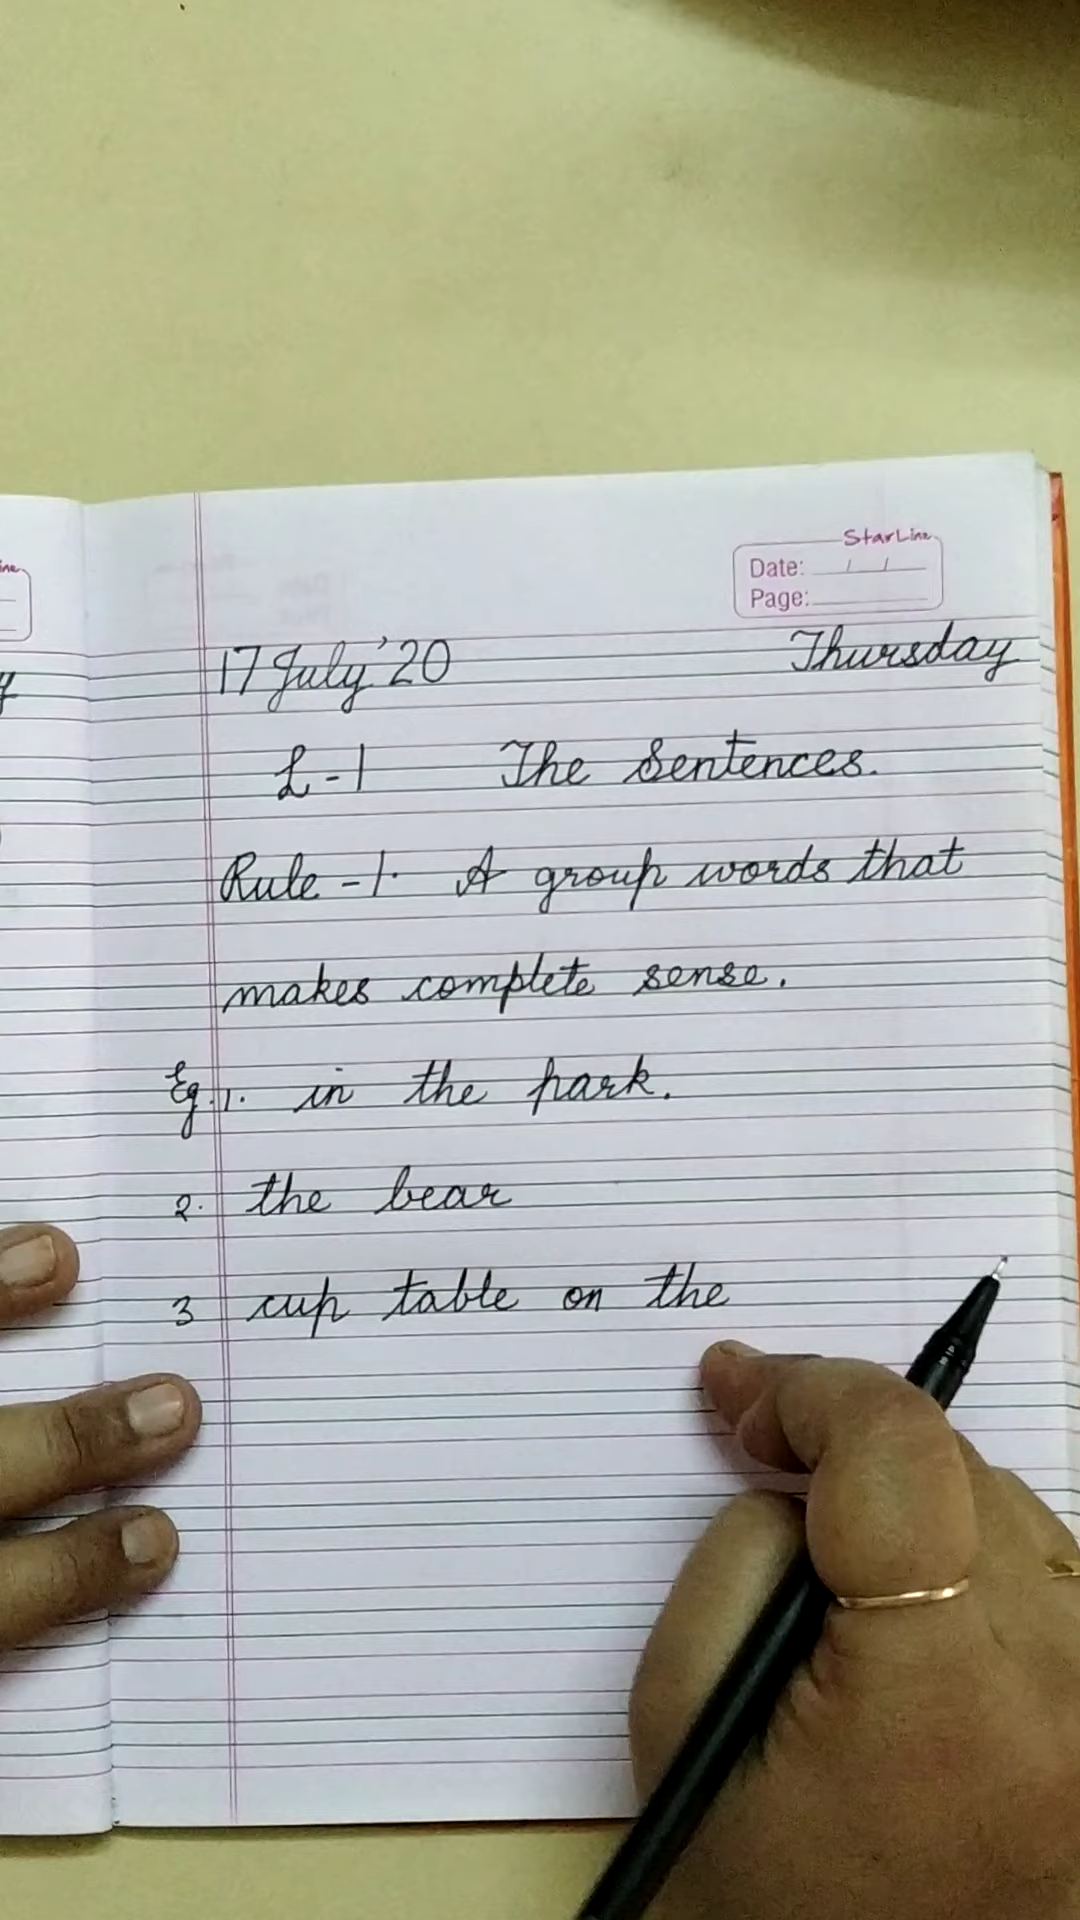 StarLine
Date: / /
Page:
17 July '20 Thursday
L-1 The Sentences.
Rule -1. A group words that
makes complete sense.
Eg. 1. in the park.
2. the bear
3 cup table on the